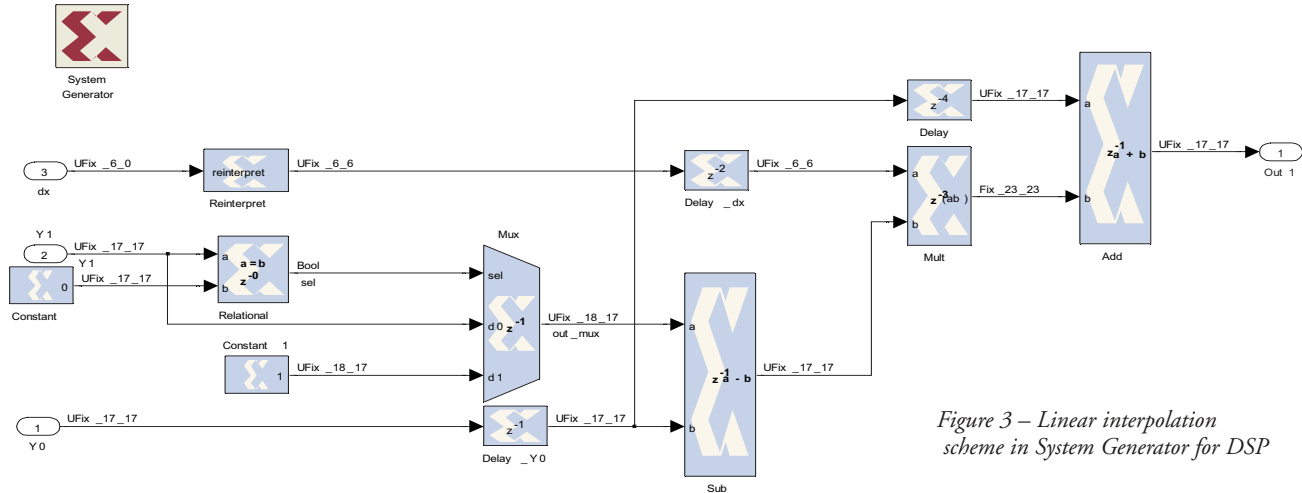 System
Generator
3
dx
UFix _6_0
reinterpret
Reinterpret
UFix _6_6
z-2
Delay _dx
UFix _6_6
z-4
Delay
UFix _17_17
a
b
z-3
(ab )
Mult
Fix _23_23
a
b
z-1
a + b
Add
UFix _17_17
1
Out 1
Y 1
2
UFix _17_17
Y 1
0
Constant
UFix _17_17
a
b
a = b
z-0
Relational
Bool
sel
Mux
sel
d 0
z-1
d 1
UFix _18_17
out _mux
Constant 1
1
UFix _18_17
1
Y 0
UFix _17_17
z-1
Delay _Y 0
UFix _17_17
a
b
z-1
a - b
Sub
UFix _17_17
Figure 3 – Linear interpolation
scheme in System Generator for DSP